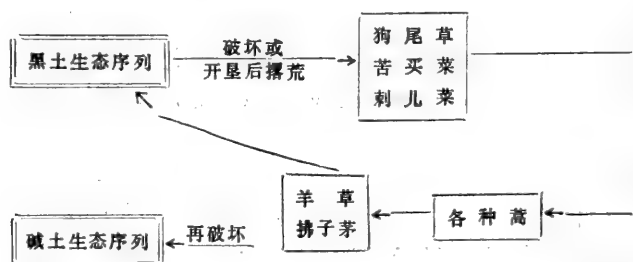 黑土生态序列
破坏或
开垦后撂荒
狗尾草
苦买菜
刺儿菜
羊草
拂子茅
各种蒿
碱土生态序列
再破坏